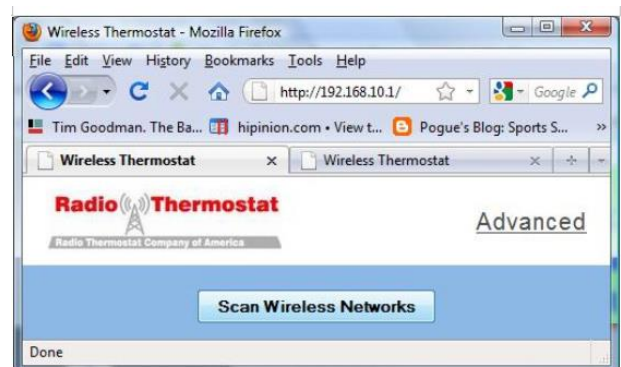 Wireless Thermostat - Mozilla Firefox
File Edit View History Bookmarks Tools Help
http://192.168.10.1/ Google
Tim Goodman. The Ba... hipinion.com • View t... Pogue's Blog: Sports S... »
Wireless Thermostat Wireless Thermostat
Radio Thermostat
Radio Thermostat Company of America
Advanced
Scan Wireless Networks
Done